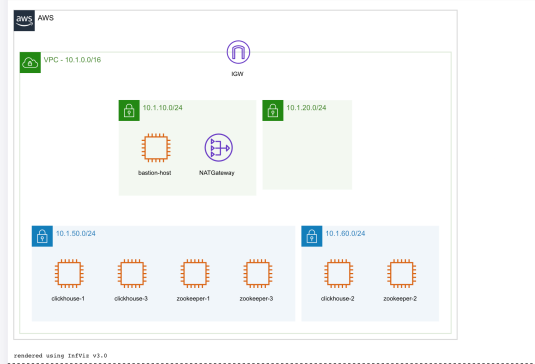 aws AWS
VPC - 10.1.0.0/16
IGW
10.1.10.0/24
10.1.20.0/24
bastion-host
NATGateway
10.1.50.0/24
10.1.60.0/24
clickhouse-1
clickhouse-3
zookeeper-1
zookeeper-3
clickhouse-2
zookeeper-2
rendered using InfViz v3.0